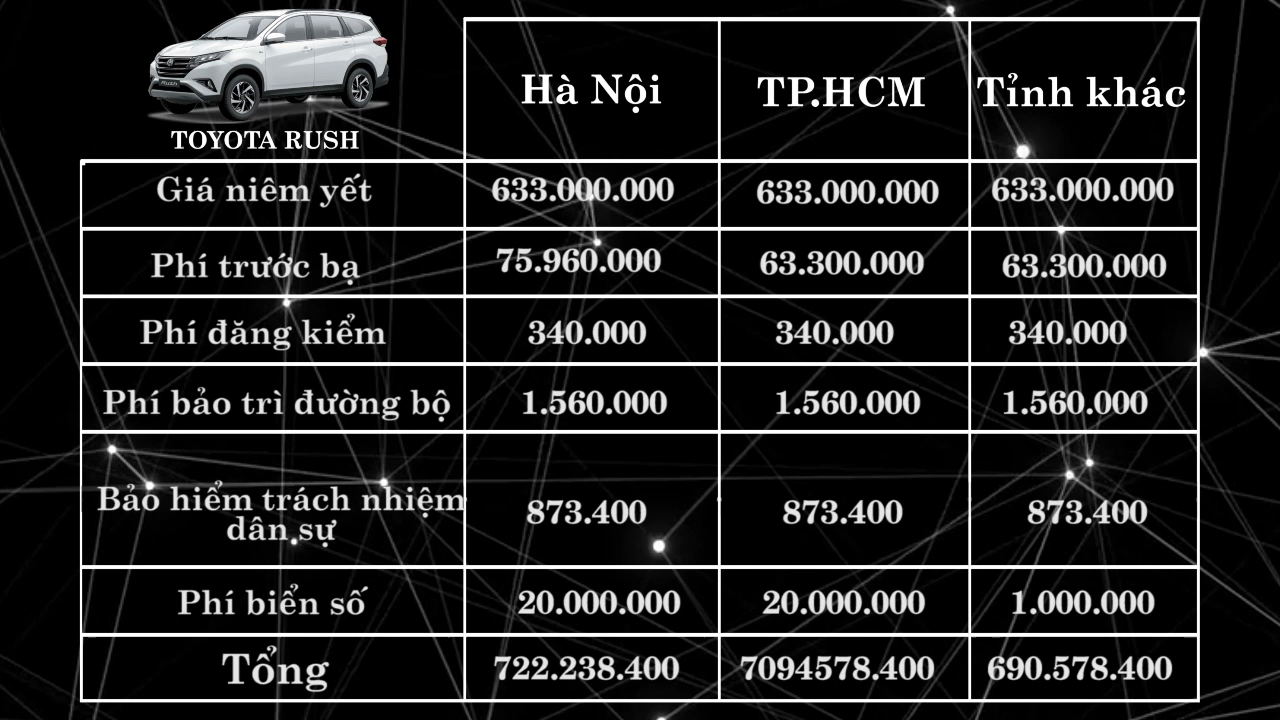 Hà Nội TP.HCM Tỉnh khác
TOYOTA RUSH
Giá niêm yết 633.000.000 633.000.000 633.000.000
Phí trước bạ 75.960.000 63.300.000 63.300.000
Phí đăng kiểm 340.000 340.000 340.000
Phí bảo trì đường bộ 1.560.000 1.560.000 1.560.000
Bảo hiểm trách nhiệm
dân sự 873.400 873.400 873.400
Phí biển số 20.000.000 20.000.000 1.000.000
Tổng 722.238.400 7094578.400 690.578.400